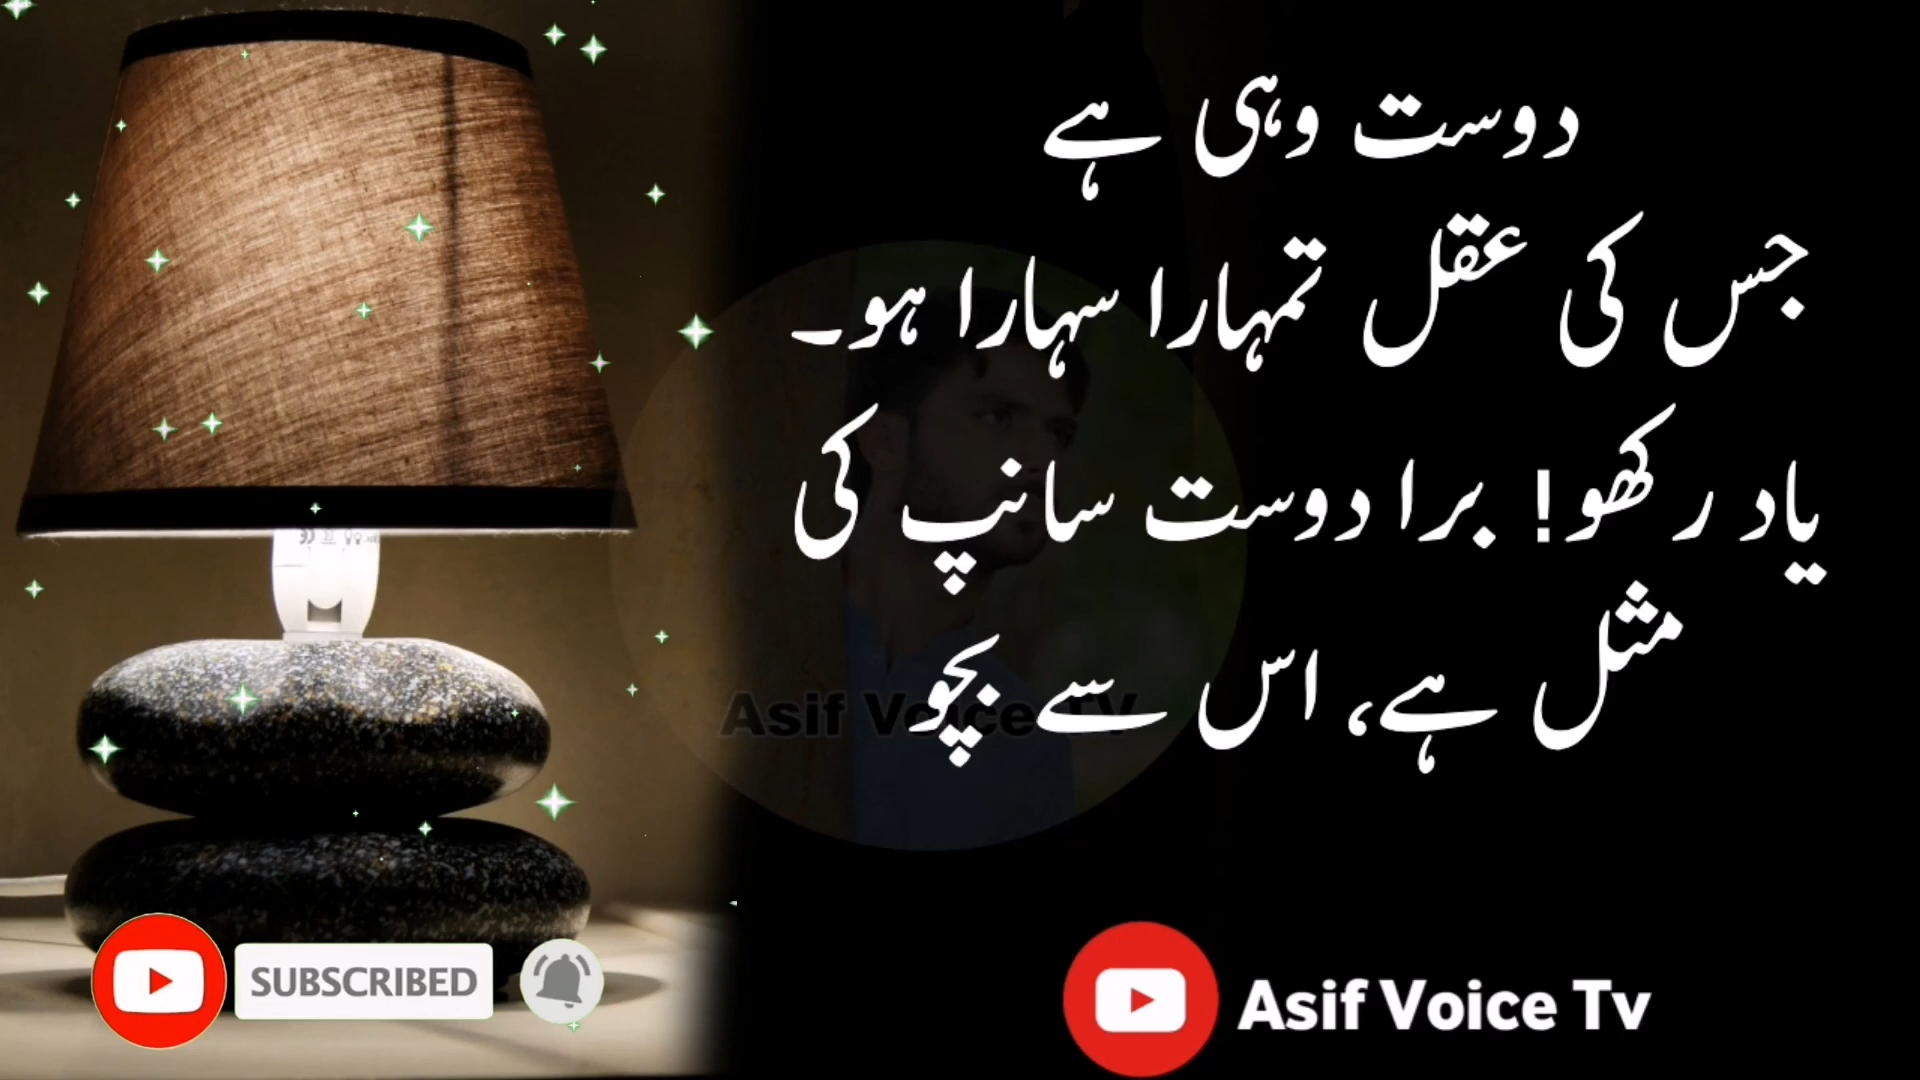 دوست وہی ہے
جس کی عقل تمہارا سہارا ہو۔
یاد رکھو! برا دوست سانپ کی
مثل ہے، اس سے بچو
Asif Voice TV
SUBSCRIBED
Asif Voice Tv